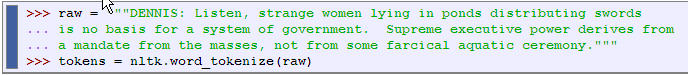 >>> raw = """DENNIS: Listen, strange women lying in ponds distributing swords
... is no basis for a system of government.  Supreme executive power derives from
... a mandate from the masses, not from some farcical aquatic ceremony."""
>>> tokens = nltk.word_tokenize(raw)